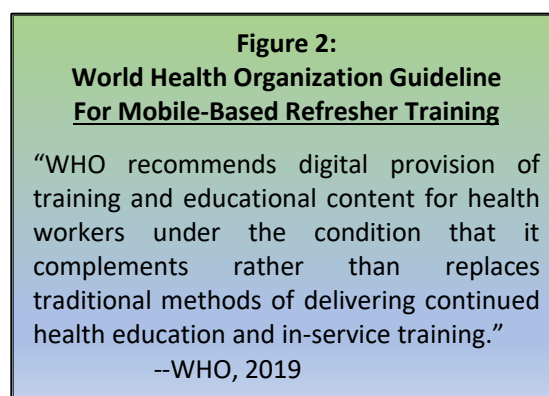 Figure 2:
World Health Organization Guideline
For Mobile-Based Refresher Training
“WHO recommends digital provision of
training and educational content for health
workers under the condition that it
complements rather than replaces
traditional methods of delivering continued
health education and in-service training.”
--WHO, 2019